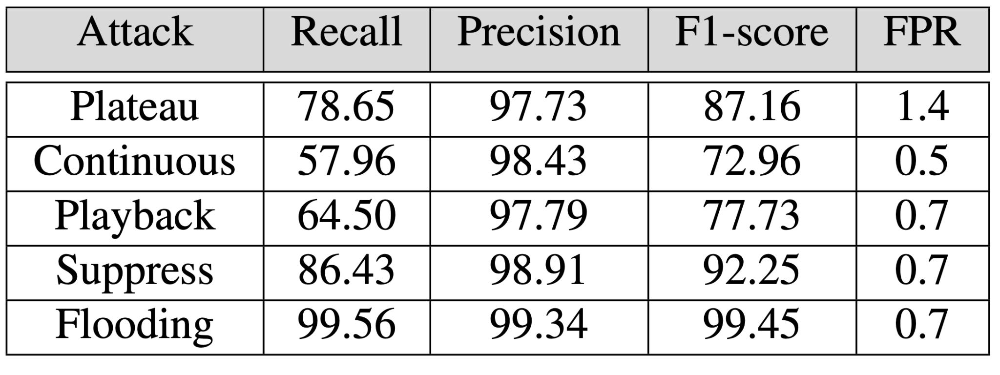 Attack Recall Precision F1-score FPR
Plateau 78.65 97.73 87.16 1.4
Continuous 57.96 98.43 72.96 0.5
Playback 64.50 97.79 77.73 0.7
Suppress 86.43 98.91 92.25 0.7
Flooding 99.56 99.34 99.45 0.7